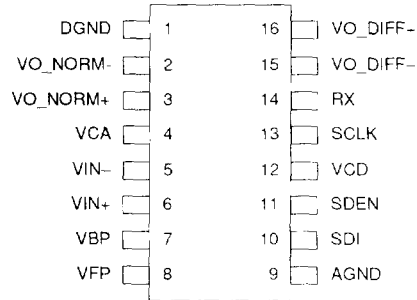 DGND 1 16 VO_DIFF+
VO_NORM- 2 15 VO_DIFF-
VO_NORM+ 3 14 RX
VCA 4 13 SCLK
VIN- 5 12 VCD
VIN+ 6 11 SDEN
VBP 7 10 SDI
VFP 8 9 AGND